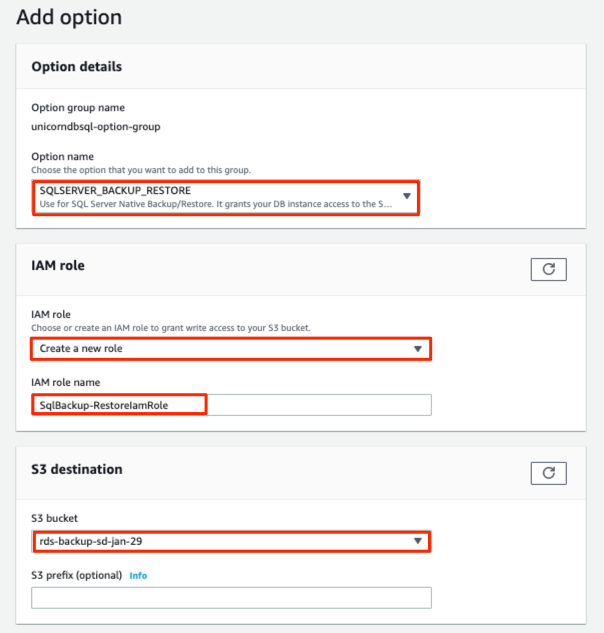 Add option
Option details
Option group name
unicorndbsql-option-group
Option name
Choose the option that you want to add to this group.
SQLSERVER_BACKUP_RESTORE
Use for SQL Server Native Backup/Restore. It grants your DB instance access to the S...
IAM role
IAM role
Choose or create an IAM role to grant write access to your S3 bucket.
Create a new role
IAM role name
SqlBackup-RestoreIamRole
S3 destination
S3 bucket
rds-backup-sd-jan-29
S3 prefix (optional) Info